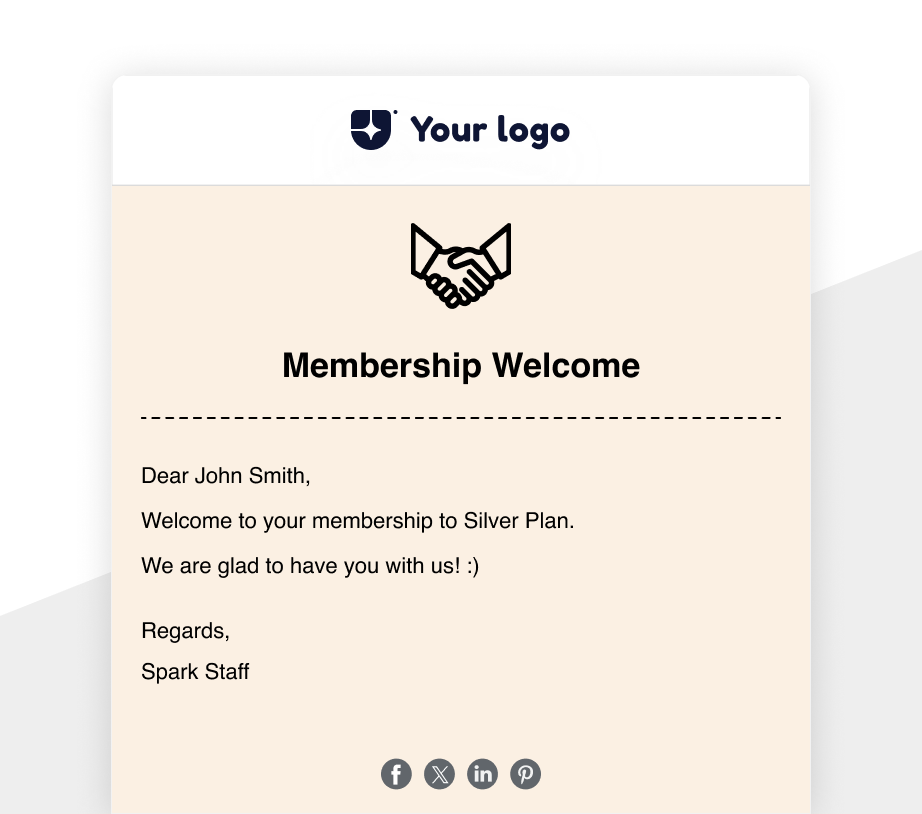 Your logo
Membership Welcome
Dear John Smith,
Welcome to your membership to Silver Plan.
We are glad to have you with us! :)
Regards,
Spark Staff